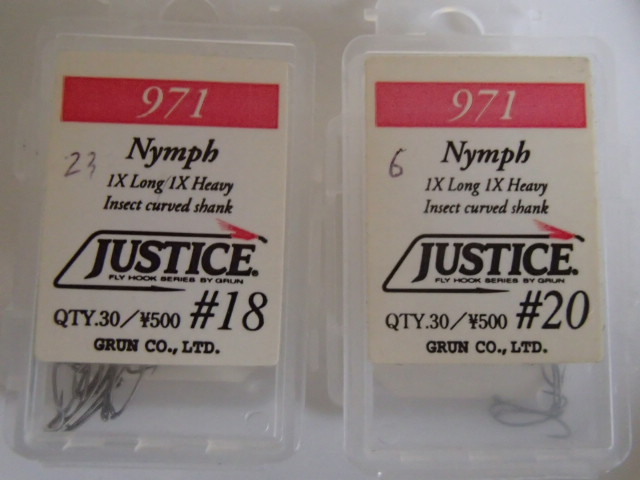 971
Nymph
23
1X Long/1X Heavy
Insect curved shank
JUSTICE®
FLY HOOK SERIES BY GRUN
QTY.30/¥500 #18
GRUN CO., LTD.
971
Nymph
6
1X Long 1X Heavy
Insect curved shank
JUSTICE®
FLY HOOK SERIES BY GRUN
QTY.30/¥500 #20
GRUN CO., LTD.